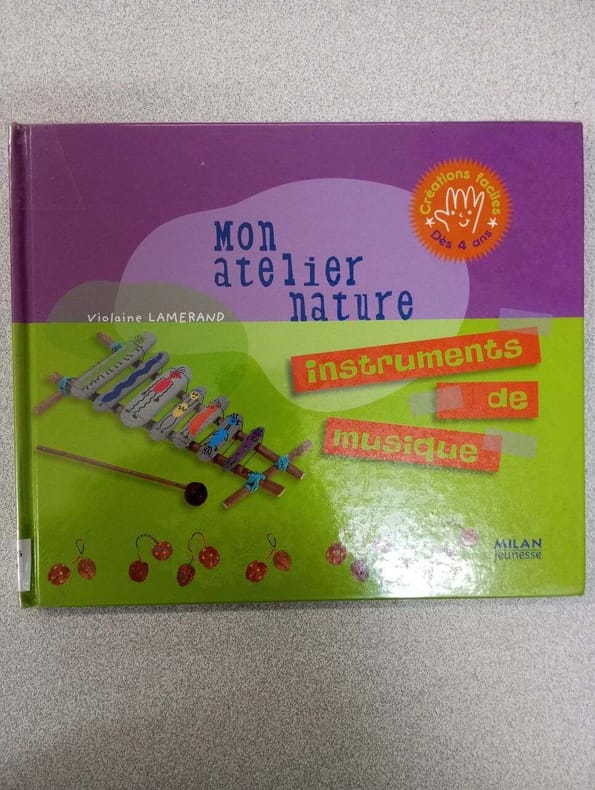 Créations faciles
Dès 4 ans
Mon
atelier
nature
Violaine LAMERAND
instruments
de
musique
MILAN
jeunesse